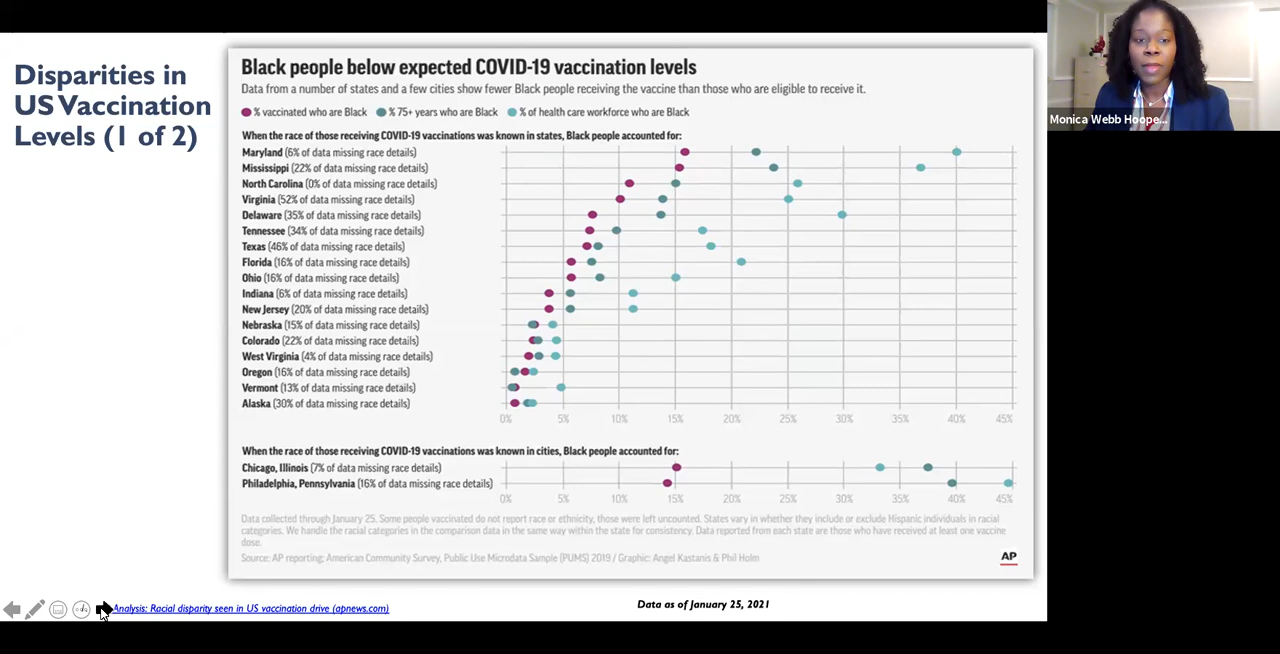 Disparities in
US Vaccination
Levels (1 of 2)
Black people below expected COVID-19 vaccination levels
Data from a number of states and a few cities show fewer Black people receiving the vaccine than those who are eligible to receive it.
% vaccinated who are Black % 75+ years who are Black % of health care workforce who are Black
When the race of those receiving COVID-19 vaccinations was known in states, Black people accounted for:
Maryland (6% of data missing race details)
Mississippi (22% of data missing race details)
North Carolina (0% of data missing race details)
Virginia (52% of data missing race details)
Delaware (35% of data missing race details)
Tennessee (34% of data missing race details)
Texas (46% of data missing race details)
Florida (16% of data missing race details)
Ohio (16% of data missing race details)
Indiana (6% of data missing race details)
New Jersey (20% of data missing race details)
Nebraska (15% of data missing race details)
Colorado (22% of data missing race details)
West Virginia (4% of data missing race details)
Oregon (16% of data missing race details)
Vermont (13% of data missing race details)
Alaska (30% of data missing race details)
0% 5% 10% 15% 20% 25% 30% 35% 40% 45%
When the race of those receiving COVID-19 vaccinations was known in cities, Black people accounted for:
Chicago, Illinois (7% of data missing race details)
Philadelphia, Pennsylvania (16% of data missing race details)
0% 5% 10% 15% 20% 25% 30% 35% 40% 45%
Data collected through January 25. Some people vaccinated do not report race or ethnicity, those were left uncounted. States vary in whether they include or exclude Hispanic individuals in racial
categories. We handle the racial categories in the comparison data in the same way within the state for consistency. Data reported from each state are those who have received at least one vaccine
dose.
Source: AP reporting; American Community Survey, Public Use Microdata Sample (PUMS) 2019 / Graphic: Angel Kastanis & Phil Holm
AP
Analysis: Racial disparity seen in US vaccination drive (apnews.com)
Data as of January 25, 2021
Monica Webb Hoope...